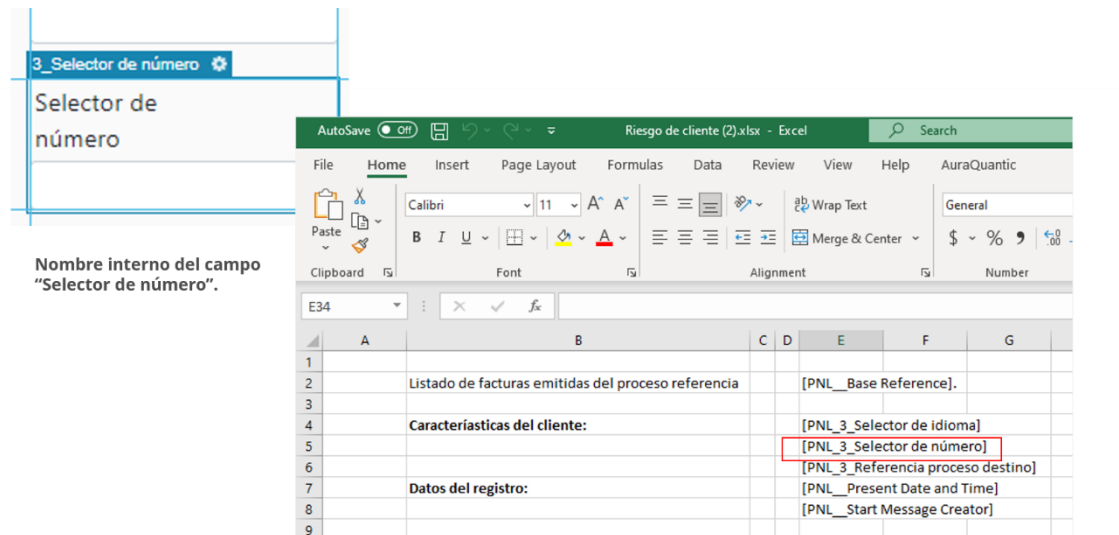 3_Selector de número
Selector de
número
Nombre interno del campo
“Selector de número”.
AutoSave Off Riesgo de cliente (2).xlsx - Excel Search
File Home Insert Page Layout Formulas Data Review View Help AuraQuantic
Paste
Calibri 11 A A
Wrap Text
General
B I U A
Merge & Center
$ % 9 .00
Clipboard Font Alignment Number
E34 fx
A B C D E F G
1
2 Listado de facturas emitidas del proceso referencia [PNL__Base Reference].
3
4 Caracteríasticas del cliente: [PNL_3_Selector de idioma]
5 [PNL_3_Selector de número]
6 [PNL_3_Referencia proceso destino]
7 Datos del registro: [PNL__Present Date and Time]
8 [PNL__Start Message Creator]
9